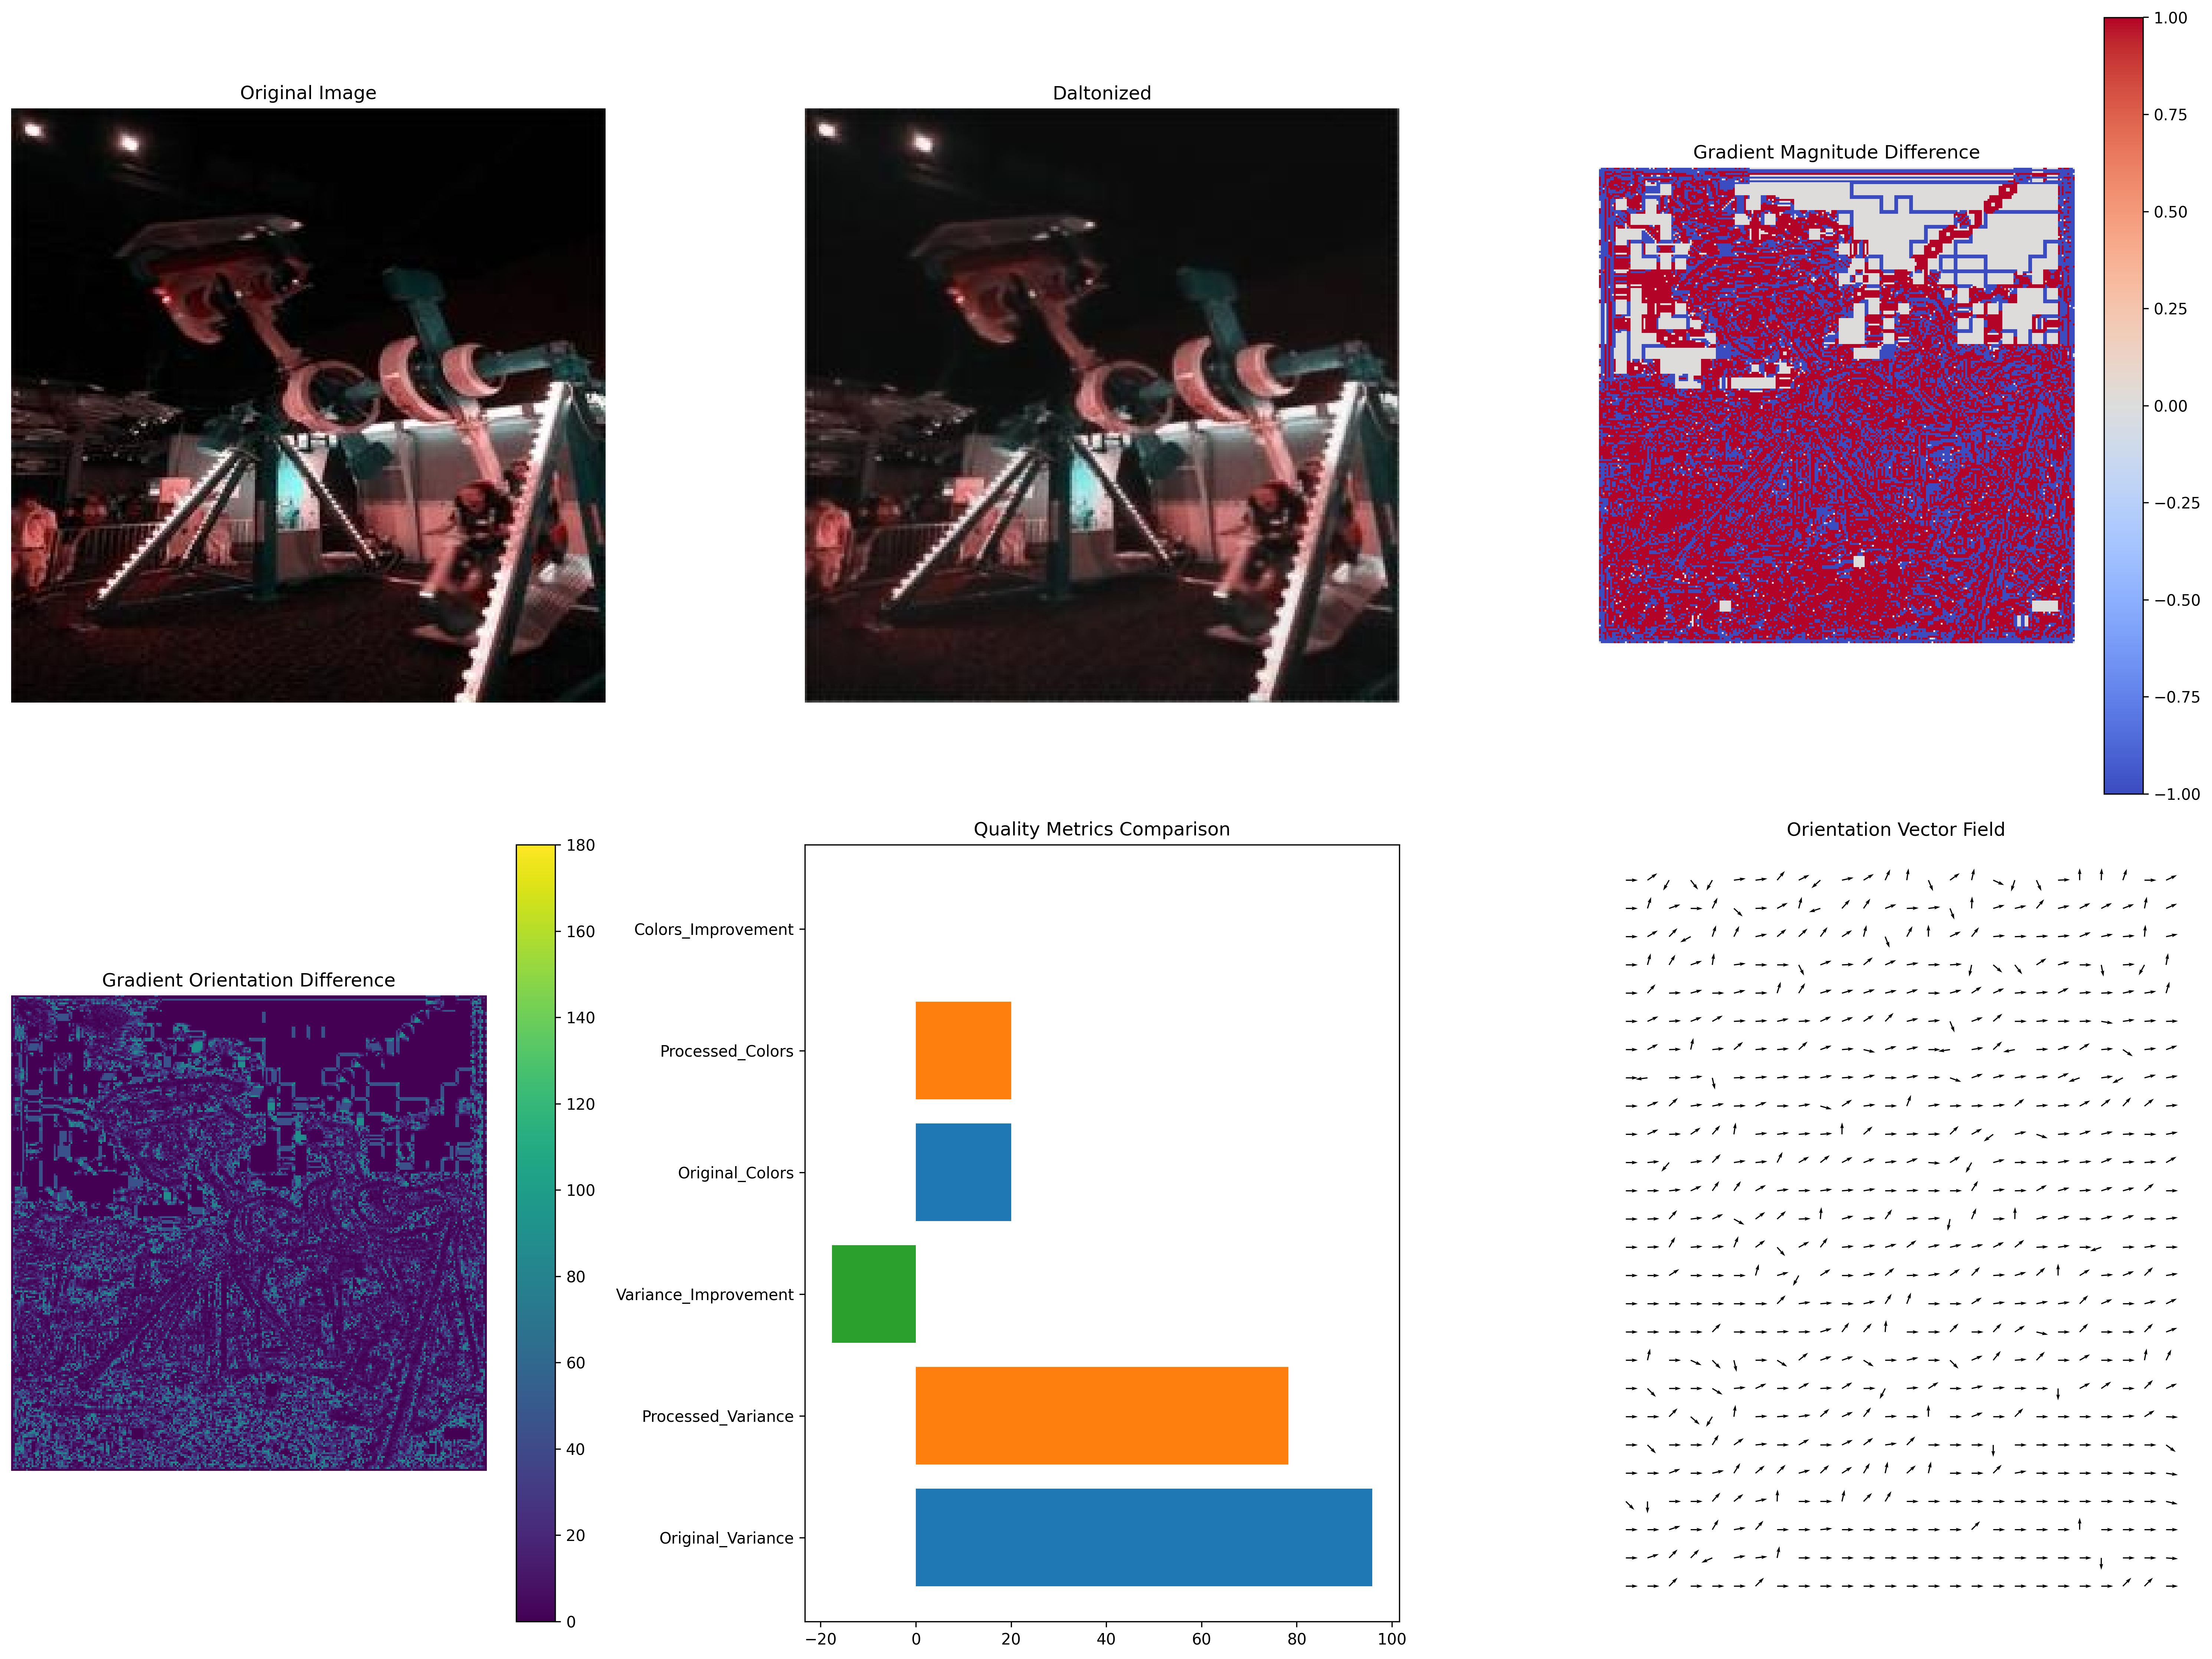 Original Image
Daltonized
Gradient Magnitude Difference
1.00
0.75
0.50
0.25
0.00
−0.25
−0.50
−0.75
−1.00
Gradient Orientation Difference
180
160
140
120
100
80
60
40
20
0
Quality Metrics Comparison
Colors_Improvement
Processed_Colors
Original_Colors
Variance_Improvement
Processed_Variance
Original_Variance
−20 0 20 40 60 80 100
Orientation Vector Field